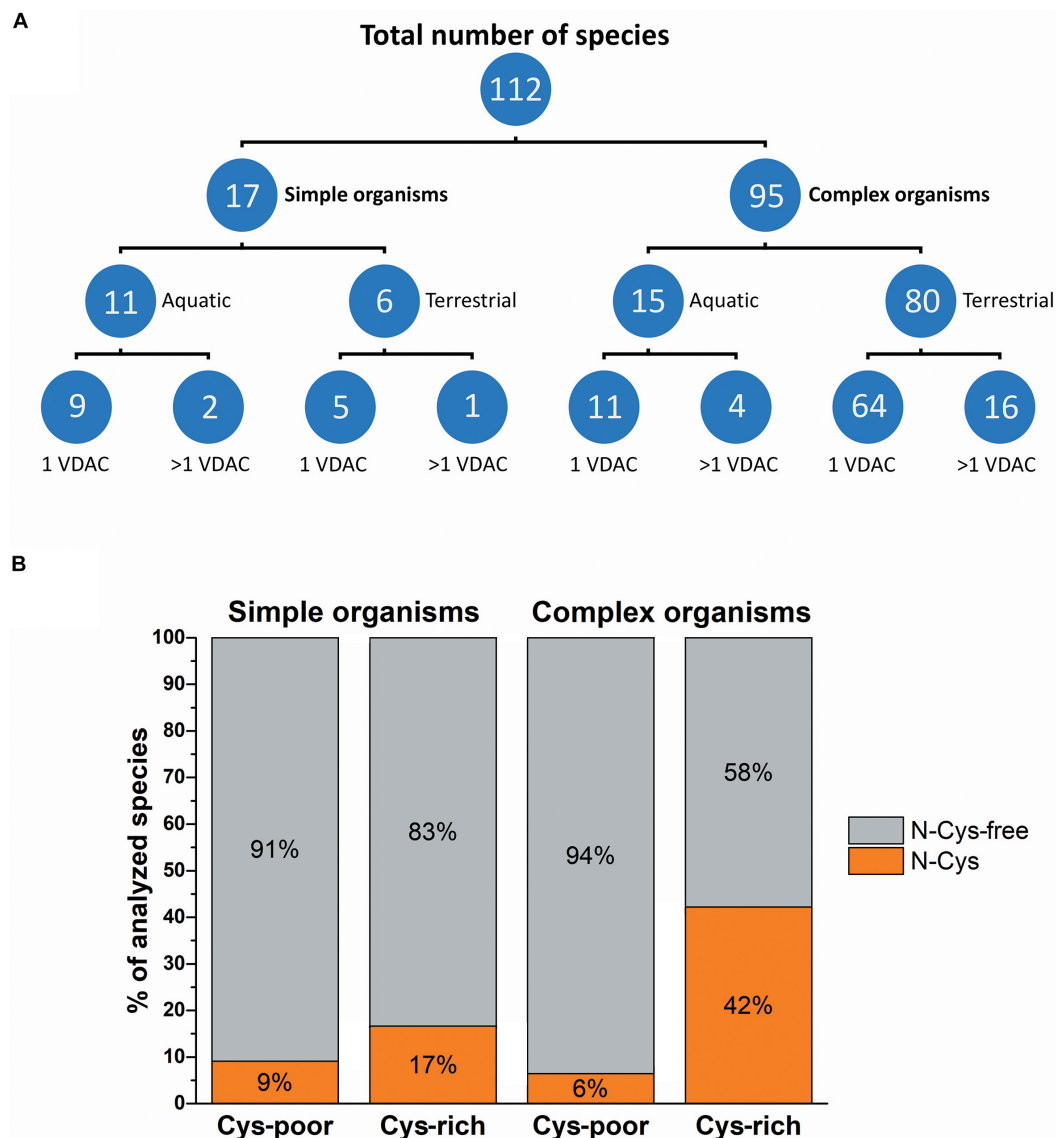 A
Total number of species
112
17 Simple organisms 95 Complex organisms
11 Aquatic 6 Terrestrial 15 Aquatic 80 Terrestrial
9 2 5 1 11 4 64 16
1 VDAC >1 VDAC 1 VDAC >1 VDAC 1 VDAC >1 VDAC 1 VDAC >1 VDAC
B
Simple organisms Complex organisms
% of analyzed species
100
90
80
70
60
50
40
30
20
10
0
91%
9%
83%
17%
94%
6%
58%
42%
N-Cys-free
N-Cys
Cys-poor Cys-rich Cys-poor Cys-rich